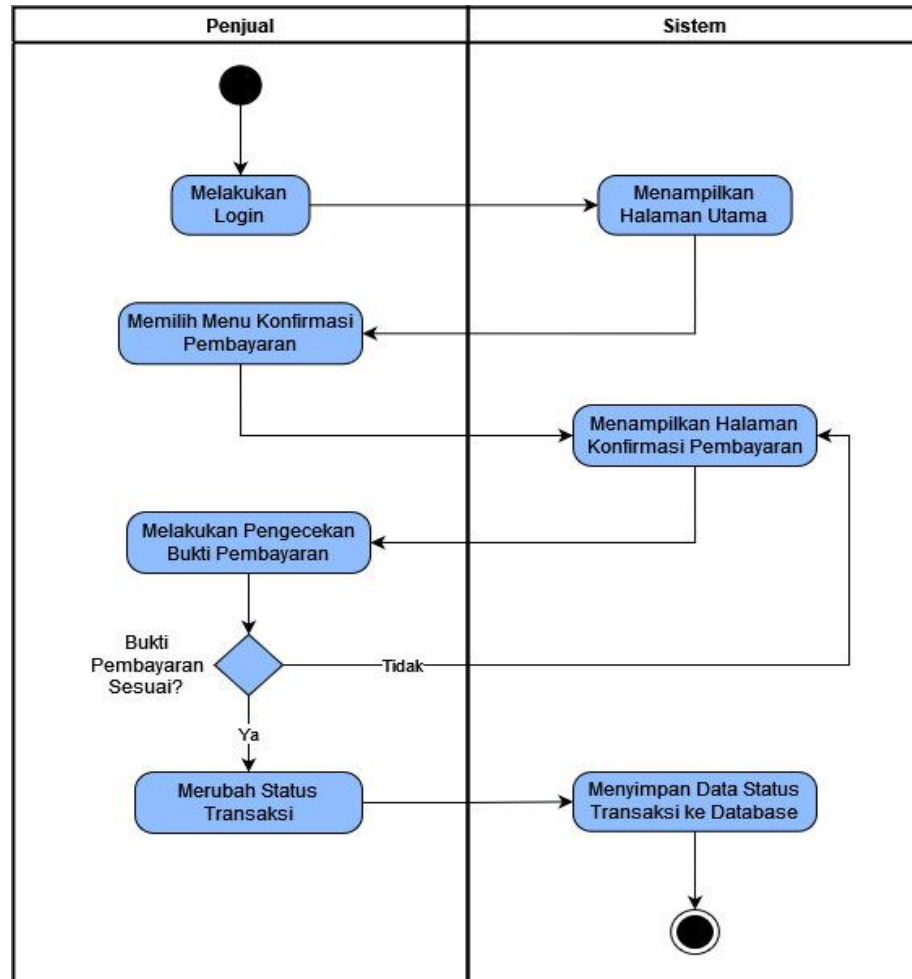 Penjual
Sistem
Melakukan
Login
Menampilkan
Halaman Utama
Memilih Menu Konfirmasi
Pembayaran
Menampilkan Halaman
Konfirmasi Pembayaran
Melakukan Pengecekan
Bukti Pembayaran
Bukti
Pembayaran
Sesuai?
Tidak
Ya
Merubah Status
Transaksi
Menyimpan Data Status
Transaksi ke Database